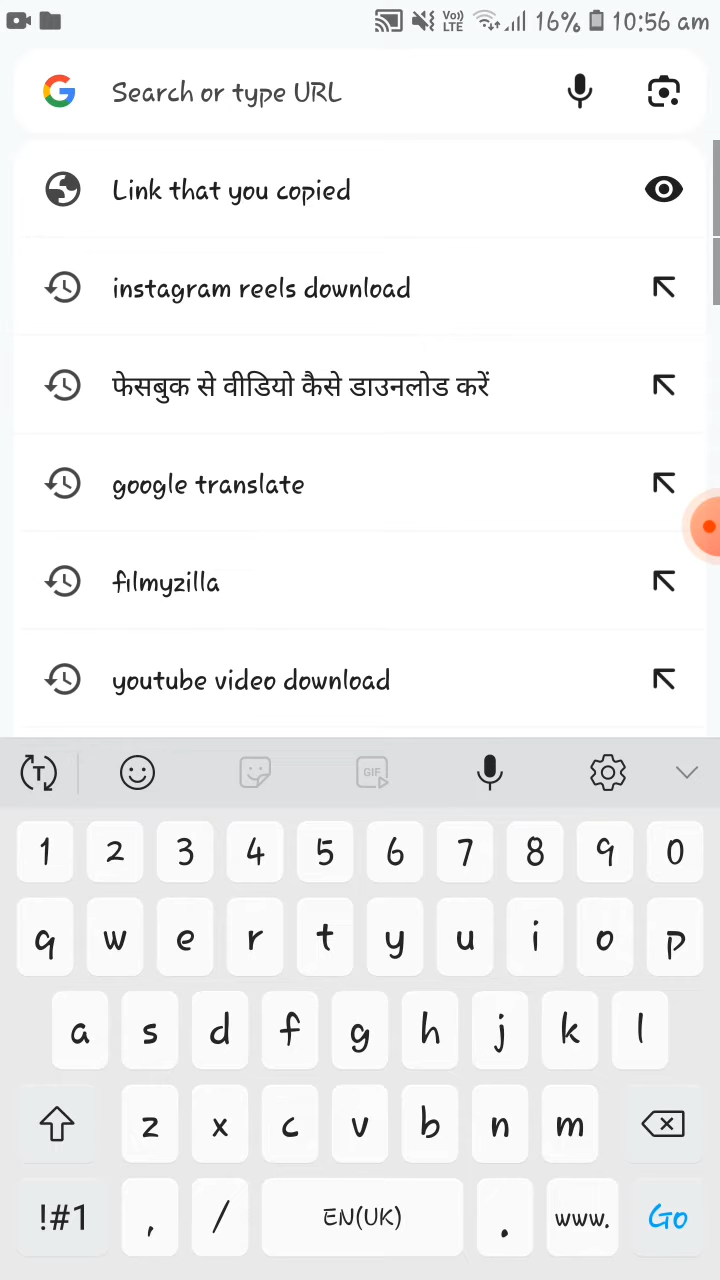 Vo)) LTE 16% 10:56 am
Search or type URL
Link that you copied
instagram reels download
फेसबुक से वीडियो कैसे डाउनलोड करें
google translate
filmyzilla
youtube video download
T GIF
1 2 3 4 5 6 7 8 9 0
q w e r t y u i o p
a s d f g h j k l
z x c v b n m
!#1 , / EN(UK) . www. Go